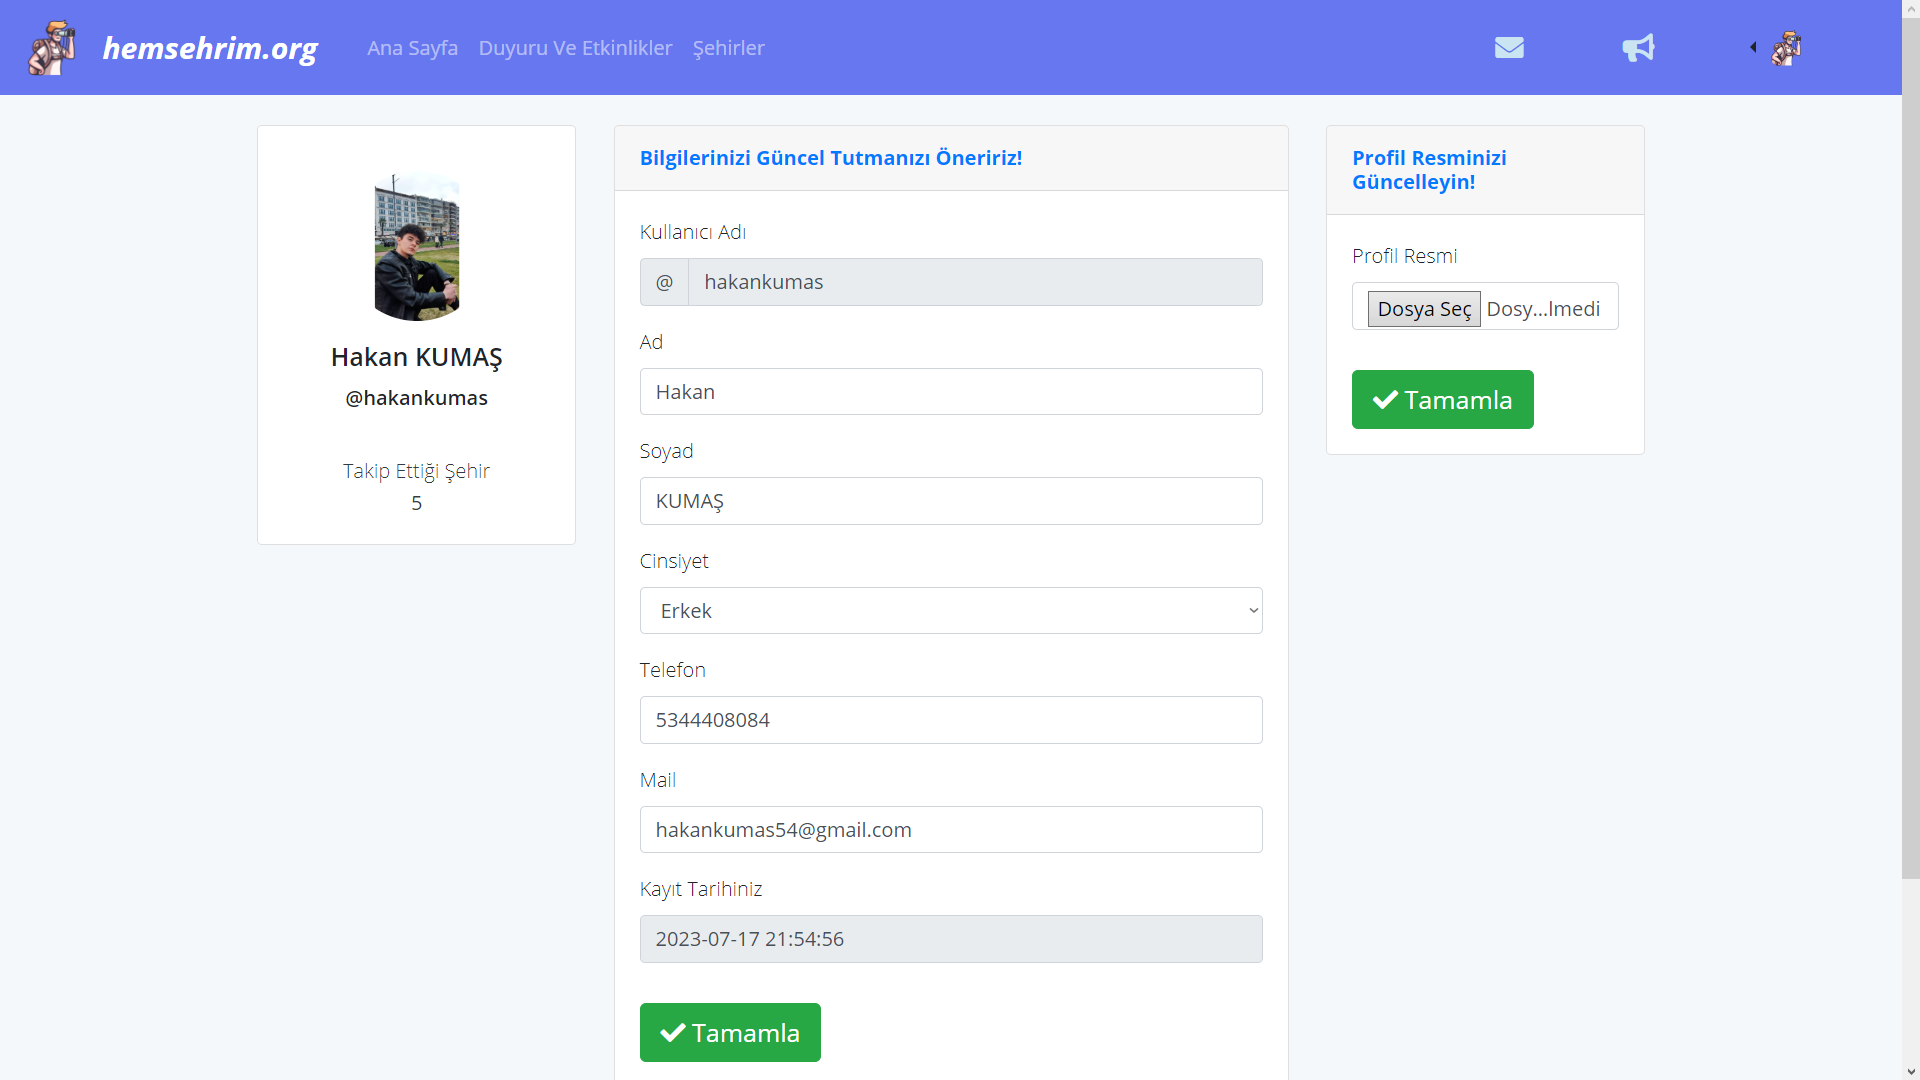 hemsehrim.org
Ana Sayfa
Duyuru Ve Etkinlikler
Şehirler
Hakan KUMAŞ
@hakankumas
Takip Ettiği Şehir
5
Bilgilerinizi Güncel Tutmanızı Öneririz!
Kullanıcı Adı
@ hakankumas
Ad
Hakan
Soyad
KUMAŞ
Cinsiyet
Erkek
Telefon
5344408084
Mail
hakankumas54@gmail.com
Kayıt Tarihiniz
2023-07-17 21:54:56
Tamamla
Profil Resminizi
Güncelleyin!
Profil Resmi
Dosya Seç Dosy...lmedi
Tamamla